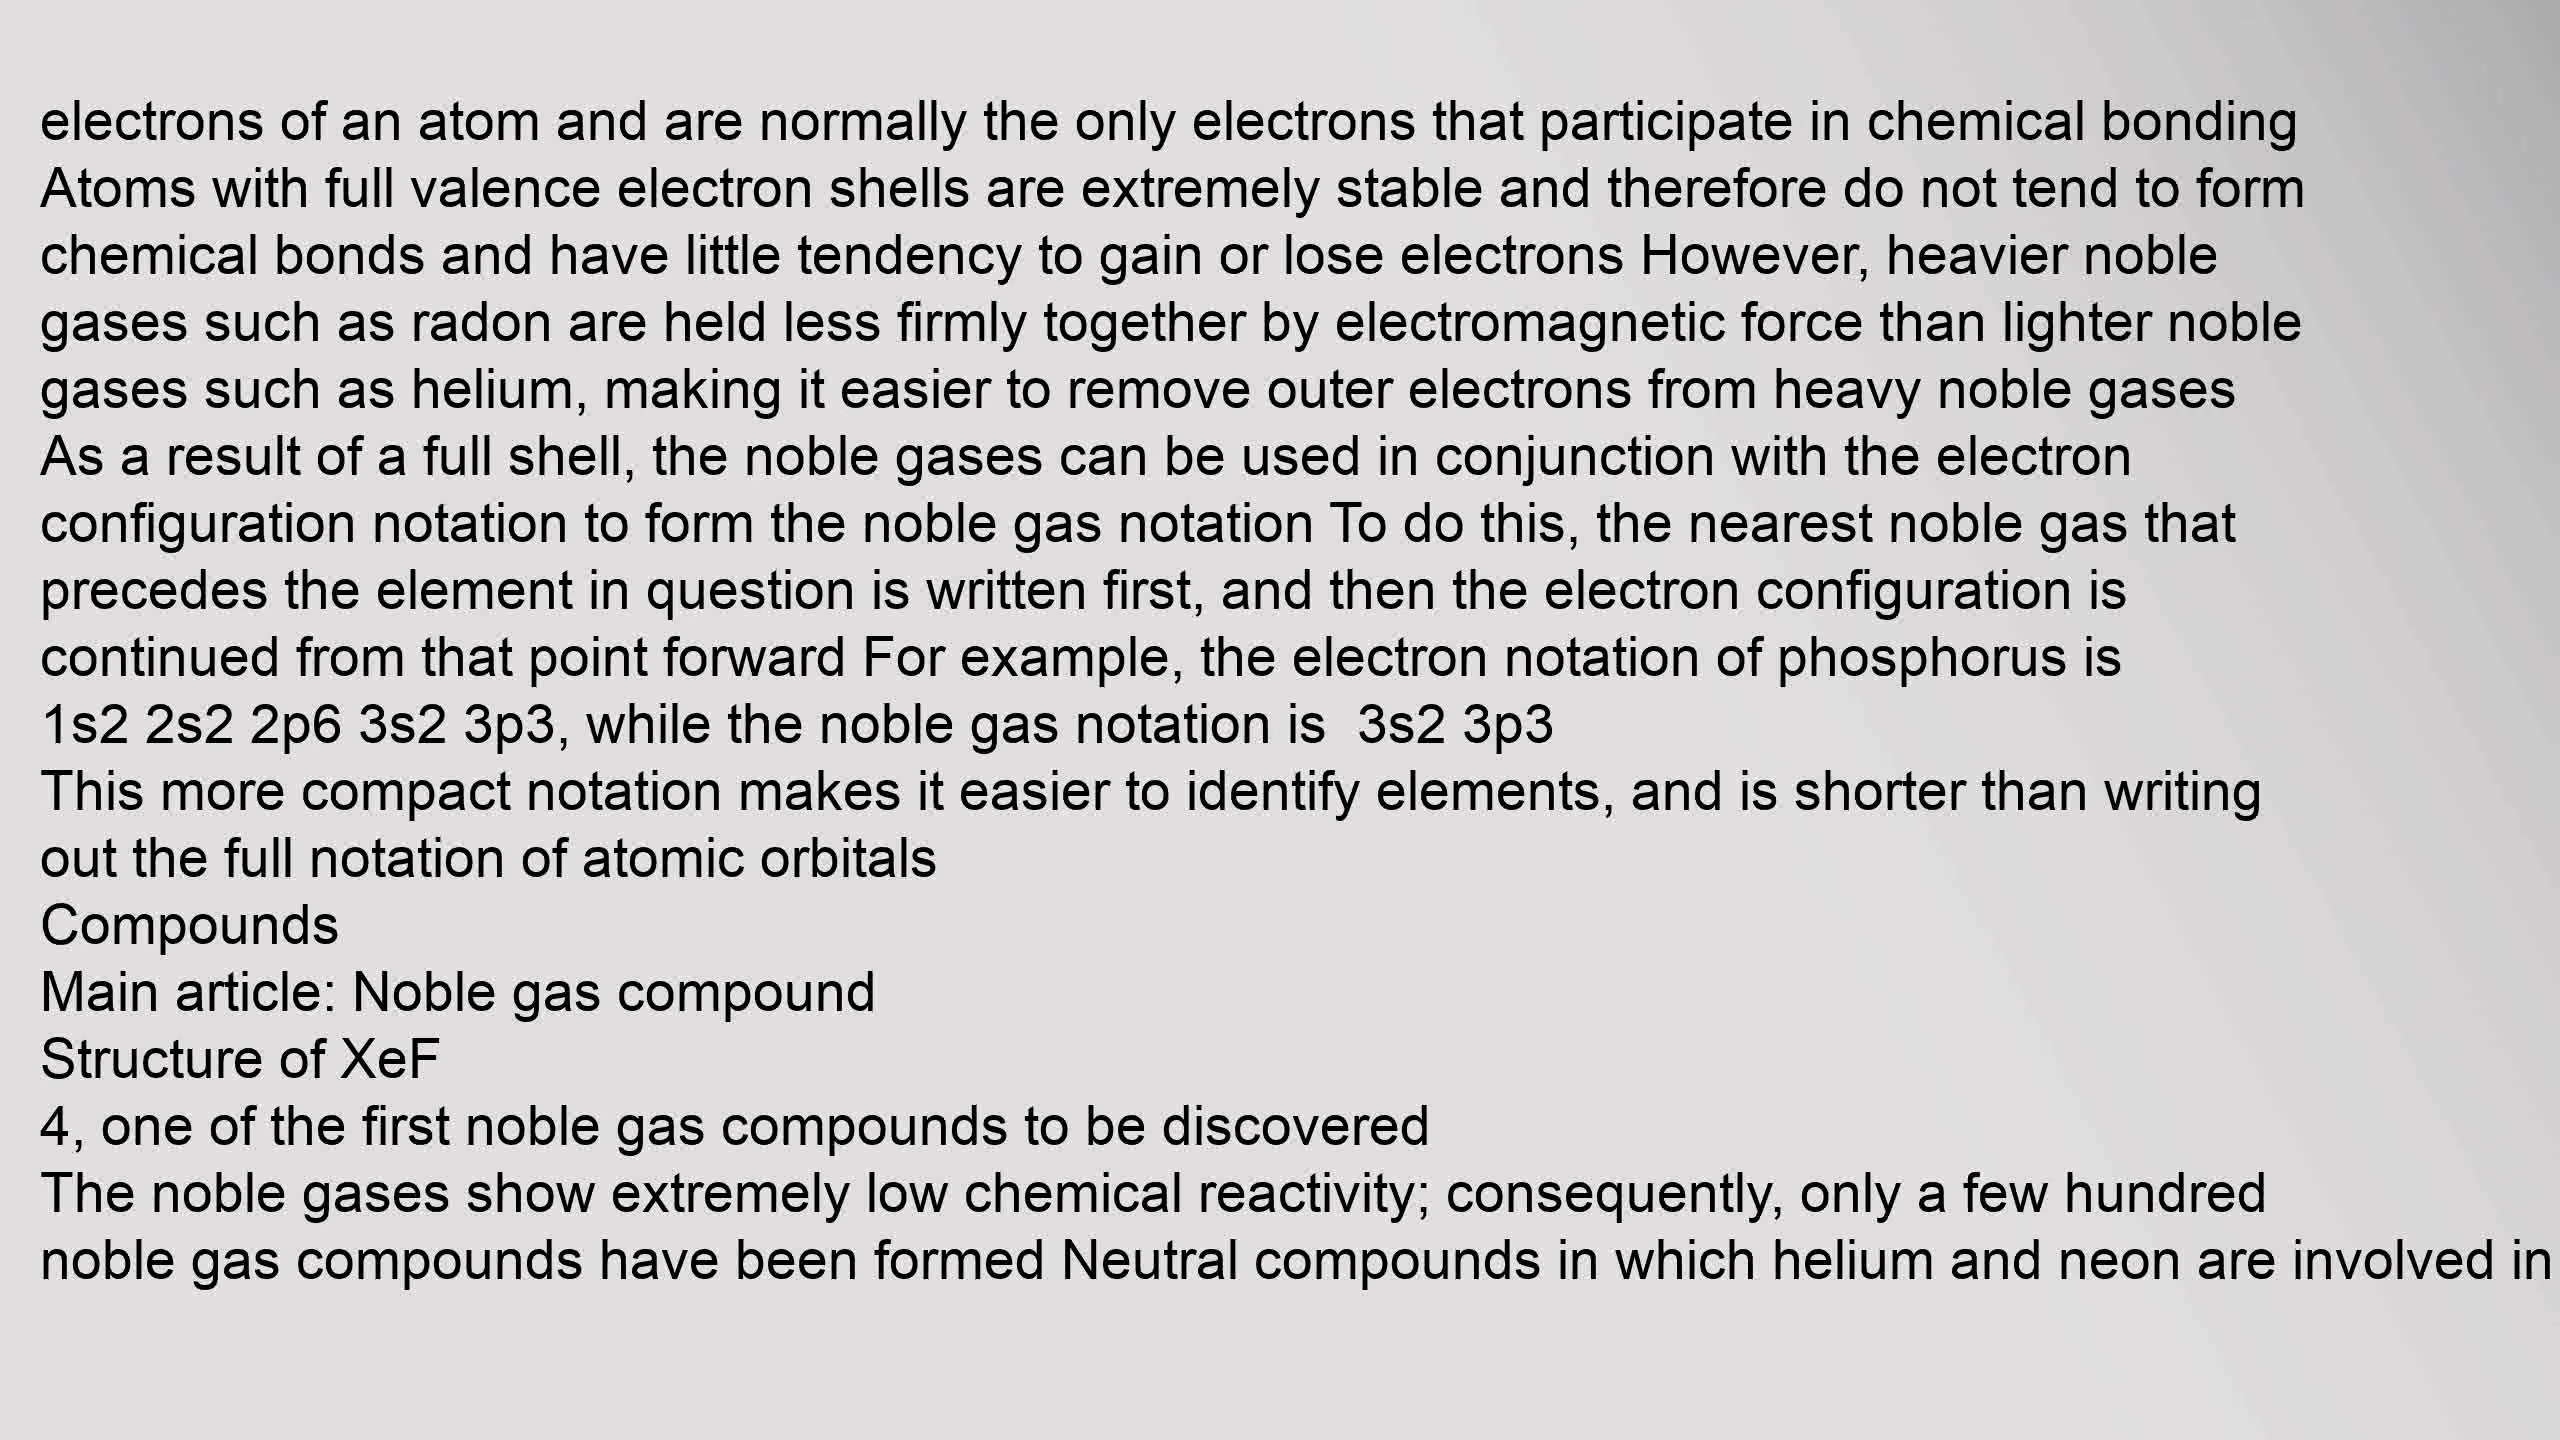 electrons of an atom and are normally the only electrons that participate in chemical bonding
Atoms with full valence electron shells are extremely stable and therefore do not tend to form
chemical bonds and have little tendency to gain or lose electrons However, heavier noble
gases such as radon are held less firmly together by electromagnetic force than lighter noble
gases such as helium, making it easier to remove outer electrons from heavy noble gases
As a result of a full shell, the noble gases can be used in conjunction with the electron
configuration notation to form the noble gas notation To do this, the nearest noble gas that
precedes the element in question is written first, and then the electron configuration is
continued from that point forward For example, the electron notation of phosphorus is
1s2 2s2 2p6 3s2 3p3, while the noble gas notation is  3s2 3p3
This more compact notation makes it easier to identify elements, and is shorter than writing
out the full notation of atomic orbitals
Compounds
Main article: Noble gas compound
Structure of XeF
4, one of the first noble gas compounds to be discovered
The noble gases show extremely low chemical reactivity; consequently, only a few hundred
noble gas compounds have been formed Neutral compounds in which helium and neon are involved in